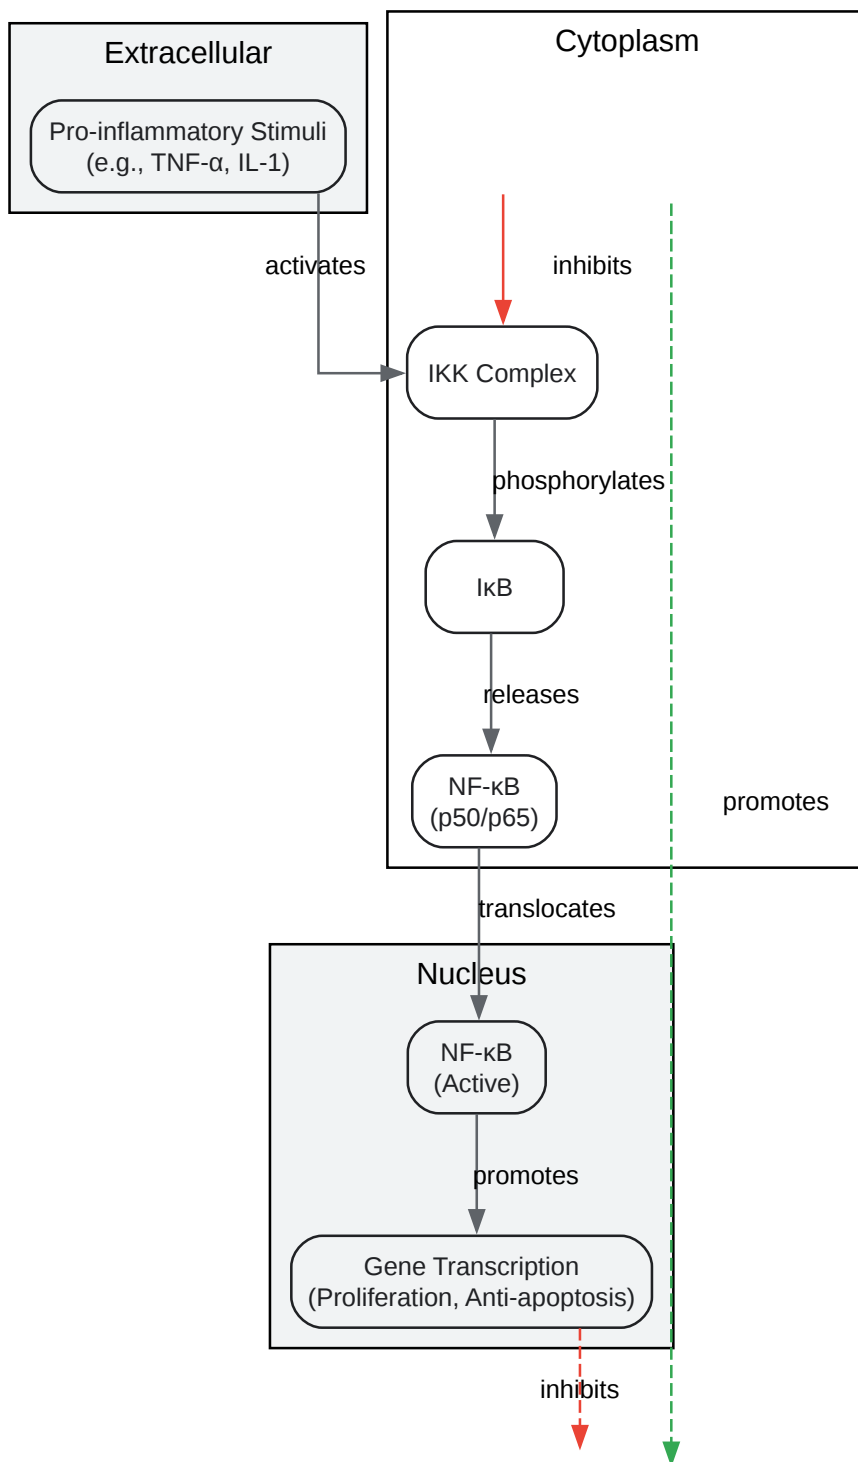 Extracellular
Cytoplasm
Pro-inflammatory Stimuli
(e.g., TNF-α, IL-1)
activates
inhibits
IKK Complex
phosphorylates
IκB
releases
NF-κB
(p50/p65)
promotes
translocates
Nucleus
NF-κB
(Active)
promotes
Gene Transcription
(Proliferation, Anti-apoptosis)
inhibits